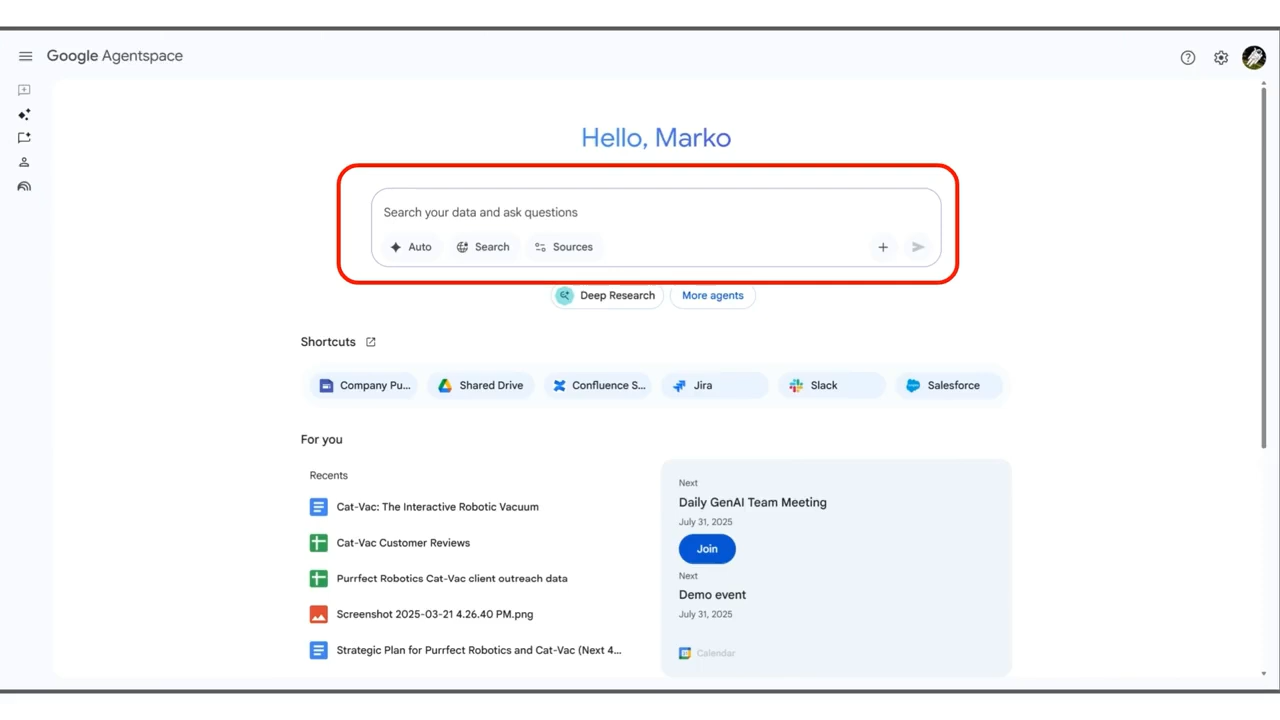 Google Agentspace
Hello, Marko
Search your data and ask questions
Auto Search Sources
Deep Research More agents
Shortcuts
Company Pu... Shared Drive Confluence S... Jira Slack Salesforce
For you
Recents
Cat-Vac: The Interactive Robotic Vacuum
Cat-Vac Customer Reviews
Purrfect Robotics Cat-Vac client outreach data
Screenshot 2025-03-21 4.26.40 PM.png
Strategic Plan for Purrfect Robotics and Cat-Vac (Next 4...
Next
Daily GenAI Team Meeting
July 31, 2025
Join
Next
Demo event
July 31, 2025
Calendar